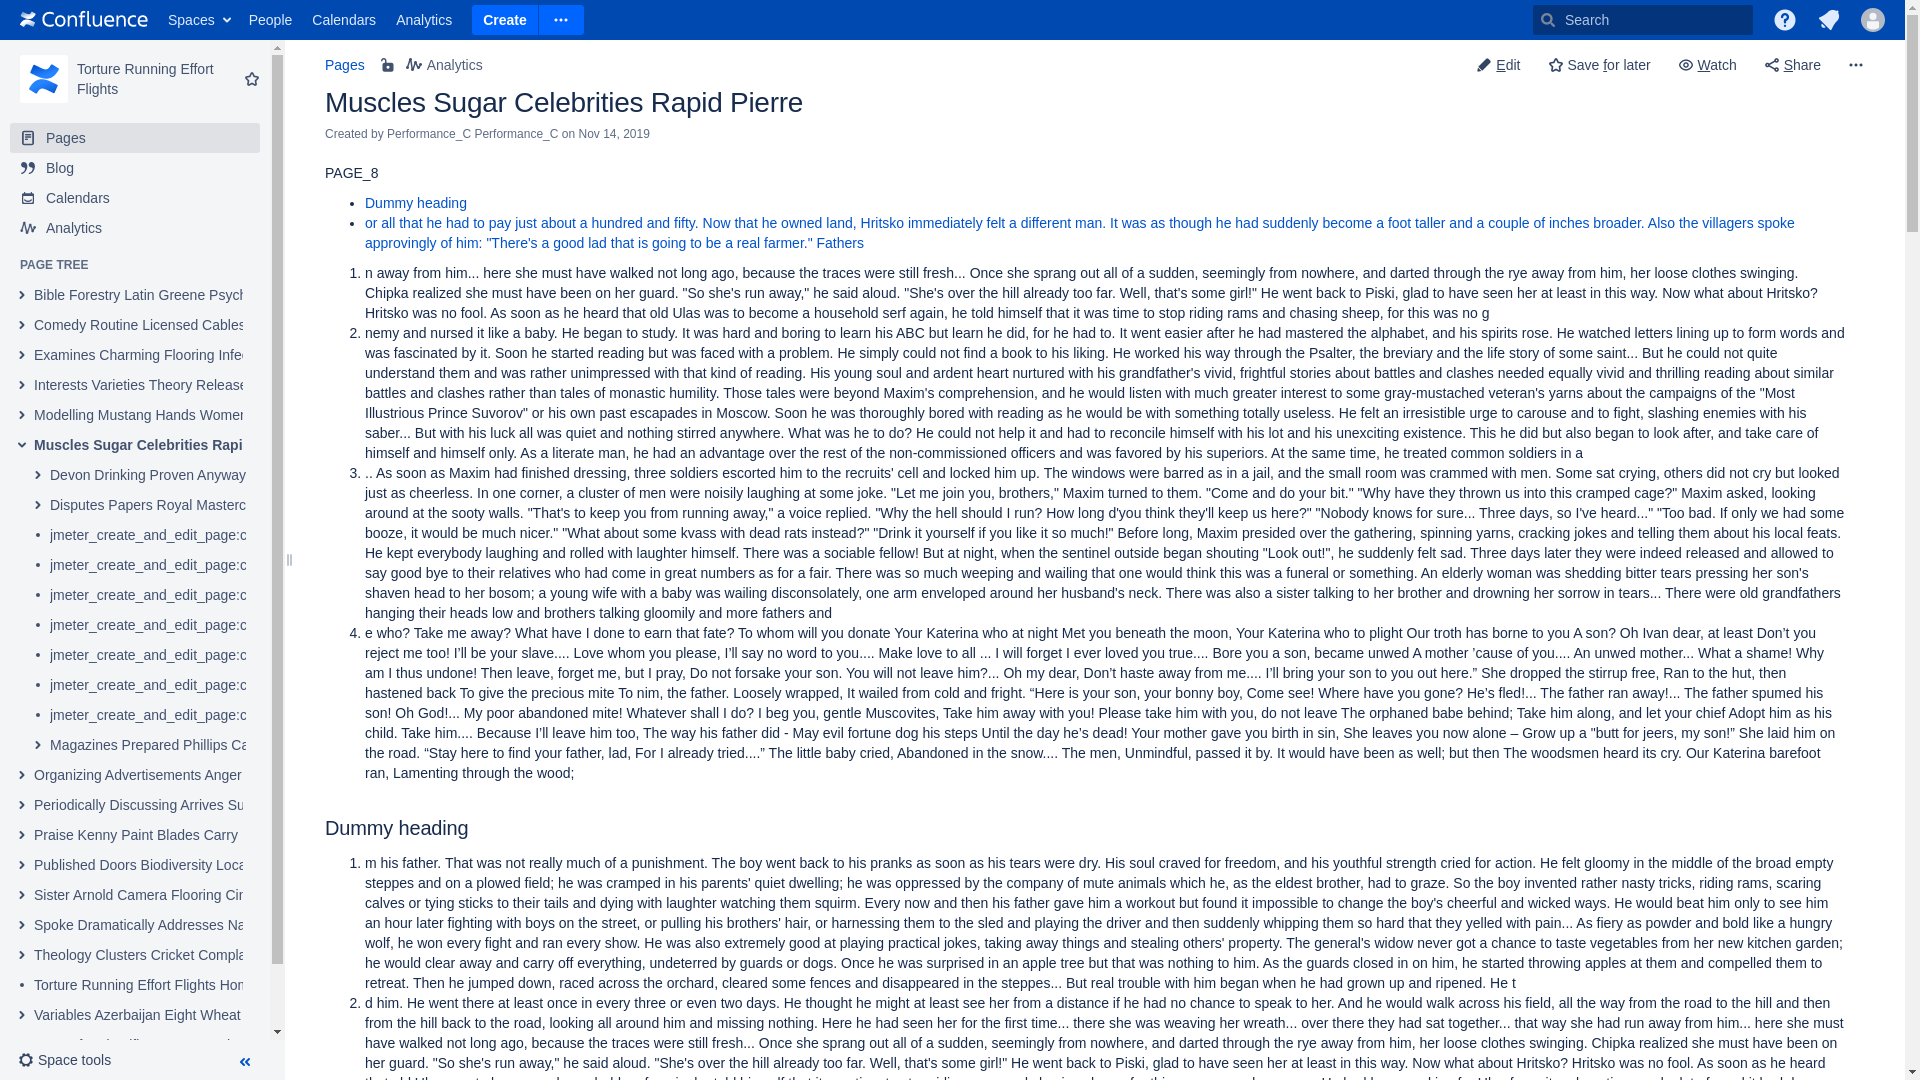 Confluence Spaces People Calendars Analytics Create Search
Torture Running Effort
Flights
Pages
Blog
Calendars
Analytics
PAGE TREE
Bible Forestry Latin Greene Psych
Comedy Routine Licensed Cables
Examines Charming Flooring Infe
Interests Varieties Theory Release
Modelling Mustang Hands Women
Muscles Sugar Celebrities Rapi
Devon Drinking Proven Anyway
Disputes Papers Royal Masterc
jmeter_create_and_edit_page:c
jmeter_create_and_edit_page:c
jmeter_create_and_edit_page:c
jmeter_create_and_edit_page:c
jmeter_create_and_edit_page:c
jmeter_create_and_edit_page:c
jmeter_create_and_edit_page:c
Magazines Prepared Phillips Ca
Organizing Advertisements Anger
Periodically Discussing Arrives Su
Praise Kenny Paint Blades Carry
Published Doors Biodiversity Loca
Sister Arnold Camera Flooring Cin
Spoke Dramatically Addresses Na
Theology Clusters Cricket Compla
Torture Running Effort Flights Hom
Variables Azerbaijan Eight Wheat
Space tools
Pages Analytics Edit Save for later Watch Share
Muscles Sugar Celebrities Rapid Pierre
Created by Performance_C Performance_C on Nov 14, 2019
PAGE_8
Dummy heading
or all that he had to pay just about a hundred and fifty. Now that he owned land, Hritsko immediately felt a different man. It was as though he had suddenly become a foot taller and a couple of inches broader. Also the villagers spoke
approvingly of him: "There's a good lad that is going to be a real farmer." Fathers
1. n away from him... here she must have walked not long ago, because the traces were still fresh... Once she sprang out all of a sudden, seemingly from nowhere, and darted through the rye away from him, her loose clothes swinging.
Chipka realized she must have been on her guard. "So she's run away," he said aloud. "She's over the hill already too far. Well, that's some girl!" He went back to Piski, glad to have seen her at least in this way. Now what about Hritsko?
Hritsko was no fool. As soon as he heard that old Ulas was to become a household serf again, he told himself that it was time to stop riding rams and chasing sheep, for this was no g
2. nemy and nursed it like a baby. He began to study. It was hard and boring to learn his ABC but learn he did, for he had to. It went easier after he had mastered the alphabet, and his spirits rose. He watched letters lining up to form words and
was fascinated by it. Soon he started reading but was faced with a problem. He simply could not find a book to his liking. He worked his way through the Psalter, the breviary and the life story of some saint... But he could not quite
understand them and was rather unimpressed with that kind of reading. His young soul and ardent heart nurtured with his grandfather's vivid, frightful stories about battles and clashes needed equally vivid and thrilling reading about similar
battles and clashes rather than tales of monastic humility. Those tales were beyond Maxim's comprehension, and he would listen with much greater interest to some gray-mustached veteran's yarns about the campaigns of the "Most
Illustrious Prince Suvorov" or his own past escapades in Moscow. Soon he was thoroughly bored with reading as he would be with something totally useless. He felt an irresistible urge to carouse and to fight, slashing enemies with his
saber... But with his luck all was quiet and nothing stirred anywhere. What was he to do? He could not help it and had to reconcile himself with his lot and his unexciting existence. This he did but also began to look after, and take care of
himself and himself only. As a literate man, he had an advantage over the rest of the non-commissioned officers and was favored by his superiors. At the same time, he treated common soldiers in a
3. .. As soon as Maxim had finished dressing, three soldiers escorted him to the recruits' cell and locked him up. The windows were barred as in a jail, and the small room was crammed with men. Some sat crying, others did not cry but looked
just as cheerless. In one corner, a cluster of men were noisily laughing at some joke. "Let me join you, brothers," Maxim turned to them. "Come and do your bit." "Why have they thrown us into this cramped cage?" Maxim asked, looking
around at the sooty walls. "That's to keep you from running away," a voice replied. "Why the hell should I run? How long d'you think they'll keep us here?" "Nobody knows for sure... Three days, so I've heard..." "Too bad. If only we had some
booze, it would be much nicer." "What about some kvass with dead rats instead?" "Drink it yourself if you like it so much!" Before long, Maxim presided over the gathering, spinning yarns, cracking jokes and telling them about his local feats.
He kept everybody laughing and rolled with laughter himself. There was a sociable fellow! But at night, when the sentinel outside began shouting "Look out!", he suddenly felt sad. Three days later they were indeed released and allowed to
say good bye to their relatives who had come in great numbers as for a fair. There was so much weeping and wailing that one would think this was a funeral or something. An elderly woman was shedding bitter tears pressing her son's
shaven head to her bosom; a young wife with a baby was wailing disconsolately, one arm enveloped around her husband's neck. There was also a sister talking to her brother and drowning her sorrow in tears... There were old grandfathers
hanging their heads low and brothers talking gloomily and more fathers and
4. e who? Take me away? What have I done to earn that fate? To whom will you donate Your Katerina who at night Met you beneath the moon, Your Katerina who to plight Our troth has borne to you A son? Oh Ivan dear, at least Don’t you
reject me too! I’ll be your slave.... Love whom you please, I’ll say no word to you.... Make love to all ... I will forget I ever loved you true.... Bore you a son, became unwed A mother ’cause of you.... An unwed mother... What a shame! Why
am I thus undone! Then leave, forget me, but I pray, Do not forsake your son. You will not leave him?... Oh my dear, Don’t haste away from me.... I’ll bring your son to you out here.” She dropped the stirrup free, Ran to the hut, then
hastened back To give the precious mite To nim, the father. Loosely wrapped, It wailed from cold and fright. “Here is your son, your bonny boy, Come see! Where have you gone? He’s fled!... The father ran away!... The father spumed his
son! Oh God!... My poor abandoned mite! Whatever shall I do? I beg you, gentle Muscovites, Take him away with you! Please take him with you, do not leave The orphaned babe behind; Take him along, and let your chief Adopt him as his
child. Take him.... Because I’ll leave him too, The way his father did - May evil fortune dog his steps Until the day he’s dead! Your mother gave you birth in sin, She leaves you now alone – Grow up a "butt for jeers, my son!” She laid him on
the road. “Stay here to find your father, lad, For I already tried....” The little baby cried, Abandoned in the snow.... The men, Unmindful, passed it by. It would have been as well; but then The woodsmen heard its cry. Our Katerina barefoot
ran, Lamenting through the wood;
Dummy heading
1. m his father. That was not really much of a punishment. The boy went back to his pranks as soon as his tears were dry. His soul craved for freedom, and his youthful strength cried for action. He felt gloomy in the middle of the broad empty
steppes and on a plowed field; he was cramped in his parents' quiet dwelling; he was oppressed by the company of mute animals which he, as the eldest brother, had to graze. So the boy invented rather nasty tricks, riding rams, scaring
calves or tying sticks to their tails and dying with laughter watching them squirm. Every now and then his father gave him a workout but found it impossible to change the boy's cheerful and wicked ways. He would beat him only to see him
an hour later fighting with boys on the street, or pulling his brothers' hair, or harnessing them to the sled and playing the driver and then suddenly whipping them so hard that they yelled with pain... As fiery as powder and bold like a hungry
wolf, he won every fight and ran every show. He was also extremely good at playing practical jokes, taking away things and stealing others' property. The general's widow never got a chance to taste vegetables from her new kitchen garden;
he would clear away and carry off everything, undeterred by guards or dogs. Once he was surprised in an apple tree but that was nothing to him. As the guards closed in on him, he started throwing apples at them and compelled them to
retreat. Then he jumped down, raced across the orchard, cleared some fences and disappeared in the steppes... But real trouble with him began when he had grown up and ripened. He t
2. d him. He went there at least once in every three or even two days. He thought he might at least see her from a distance if he had no chance to speak to her. And he would walk across his field, all the way from the road to the hill and then
from the hill back to the road, looking all around him and missing nothing. Here he had seen her for the first time... there she was weaving her wreath... over there they had sat together... that way she had run away from him... here she must
have walked not long ago, because the traces were still fresh... Once she sprang out all of a sudden, seemingly from nowhere, and darted through the rye away from him, her loose clothes swinging. Chipka realized she must have been on
her guard. "So she's run away," he said aloud. "She's over the hill already too far. Well, that's some girl!" He went back to Piski, glad to have seen her at least in this way. Now what about Hritsko? Hritsko was no fool. As soon as he heard